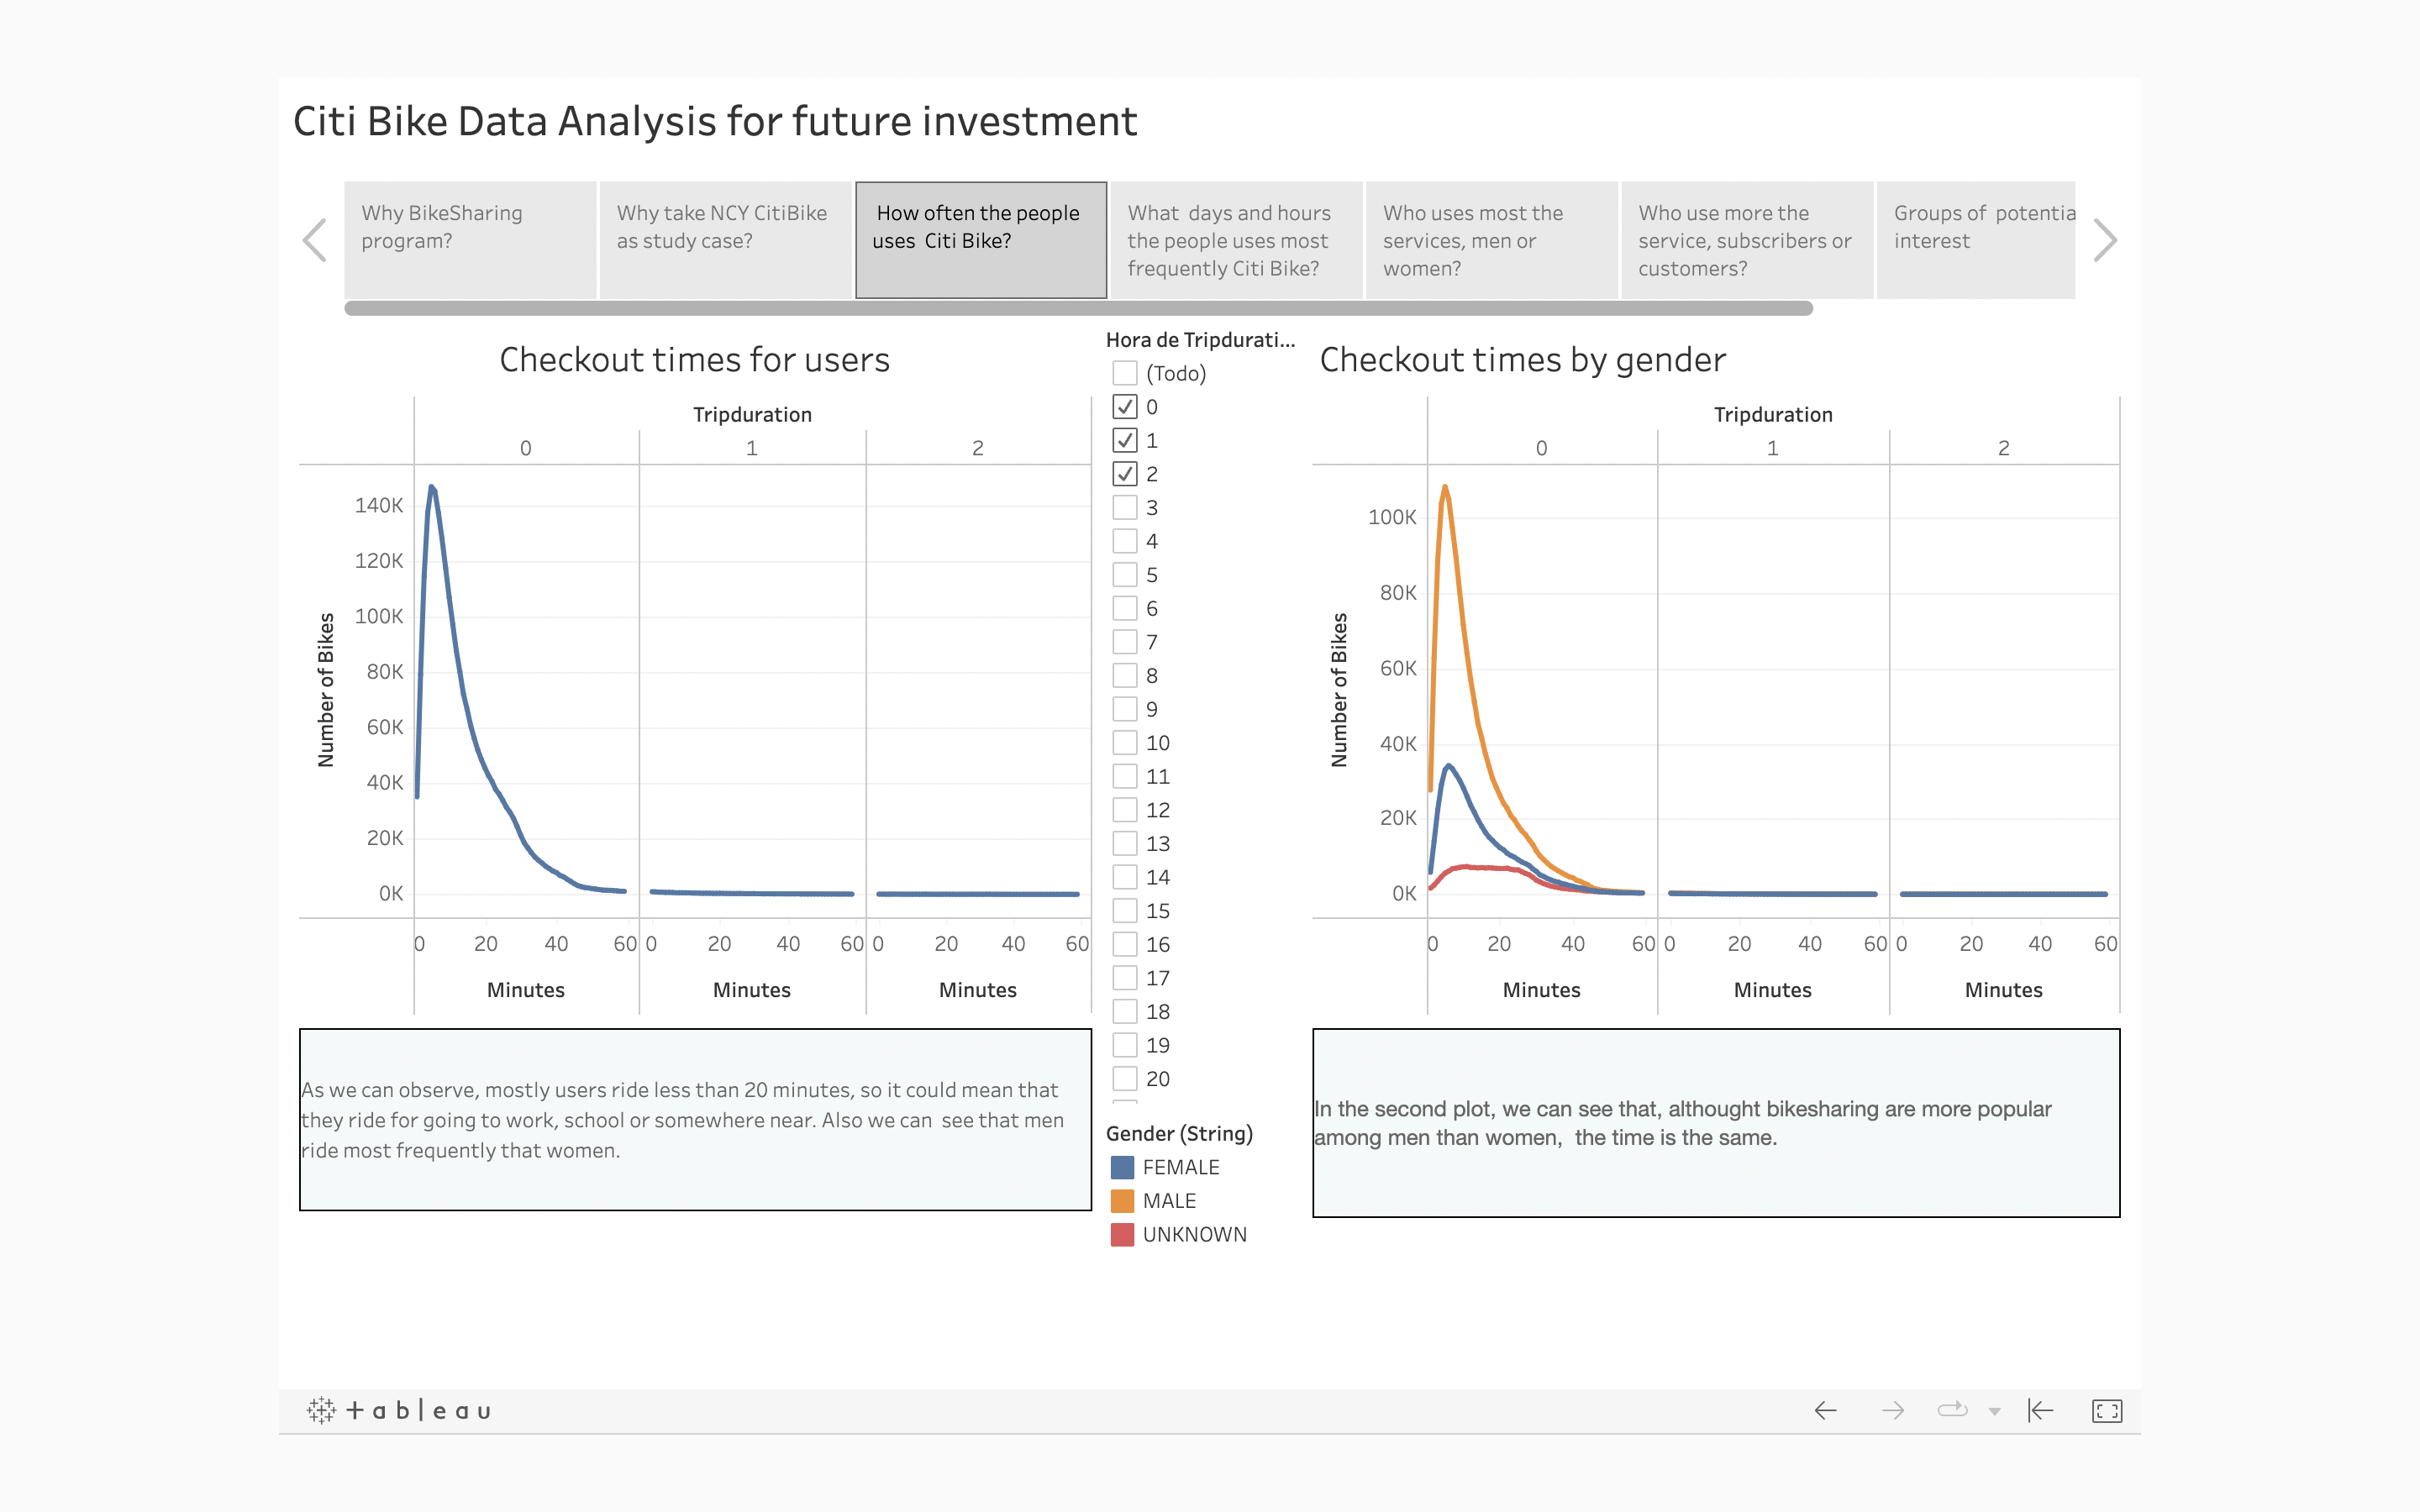 Citi Bike Data Analysis for future investment
Why BikeSharing
program?
Why take NCY CitiBike
as study case?
How often the people
uses  Citi Bike?
What  days and hours
the people uses most
frequently Citi Bike?
Who uses most the
services, men or
women?
Who use more the
service, subscribers or
customers?
Groups of  potentia
interest
Checkout times for users
Tripduration
0 1 2
Number of Bikes
140K
120K
100K
80K
60K
40K
20K
0K
0 20 40 60 0 20 40 60 0 20 40 60
Minutes Minutes Minutes
As we can observe, mostly users ride less than 20 minutes, so it could mean that
they ride for going to work, school or somewhere near. Also we can  see that men
ride most frequently that women.
Hora de Tripdurati...
(Todo)
0
1
2
3
4
5
6
7
8
9
10
11
12
13
14
15
16
17
18
19
20
Gender (String)
FEMALE
MALE
UNKNOWN
Checkout times by gender
Tripduration
0 1 2
Number of Bikes
100K
80K
60K
40K
20K
0K
0 20 40 60 0 20 40 60 0 20 40 60
Minutes Minutes Minutes
In the second plot, we can see that, althought bikesharing are more popular
among men than women,  the time is the same.
+ableau